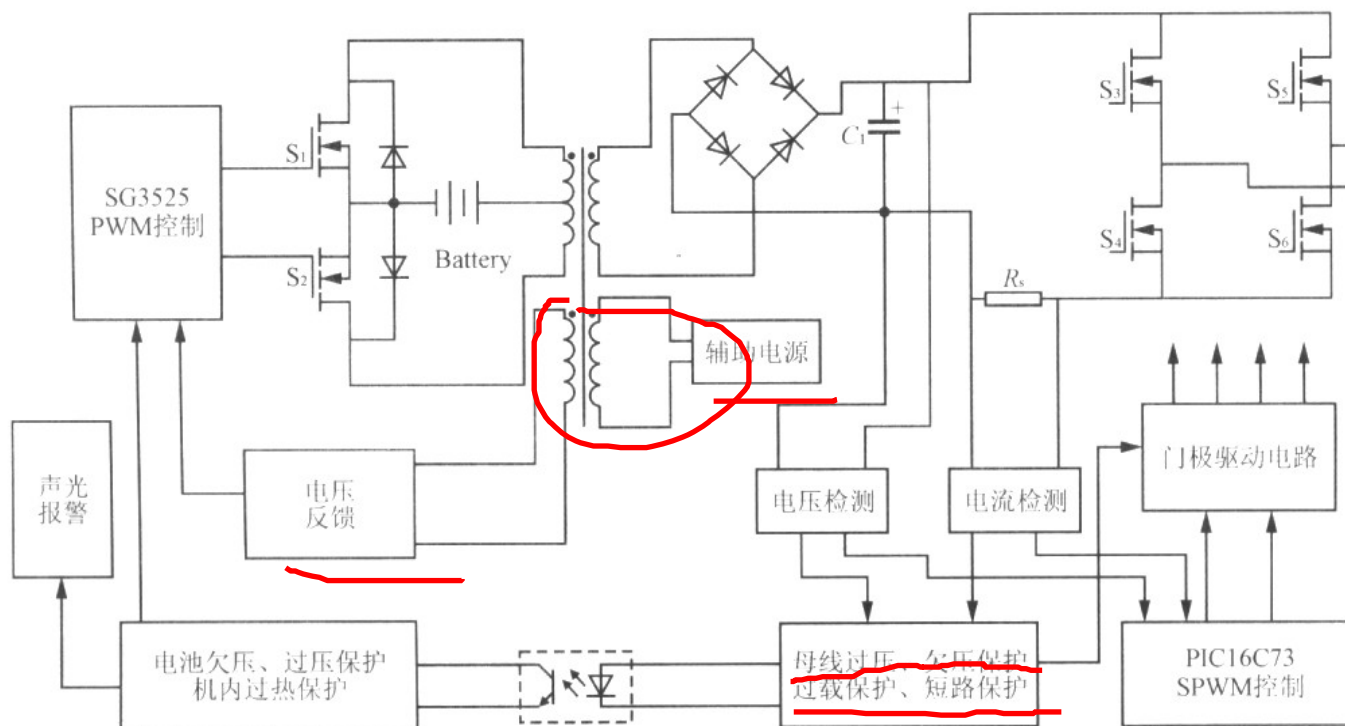 S₃
S₅
C₁
+
S₁
SG3525
PWM控制
S₂
Battery
S₄
S₆
Rs
辅助电源
声光
报警
电压
反馈
电压检测
电流检测
门极驱动电路
电池欠压、过压保护
机内过热保护
母线过压、欠压保护
过载保护、短路保护
PIC16C73
SPWM控制